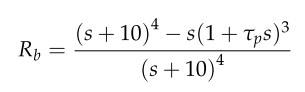 R_b = \frac{(s + 10)^4 - s(1 + \tau_p s)^3}{(s + 10)^4}